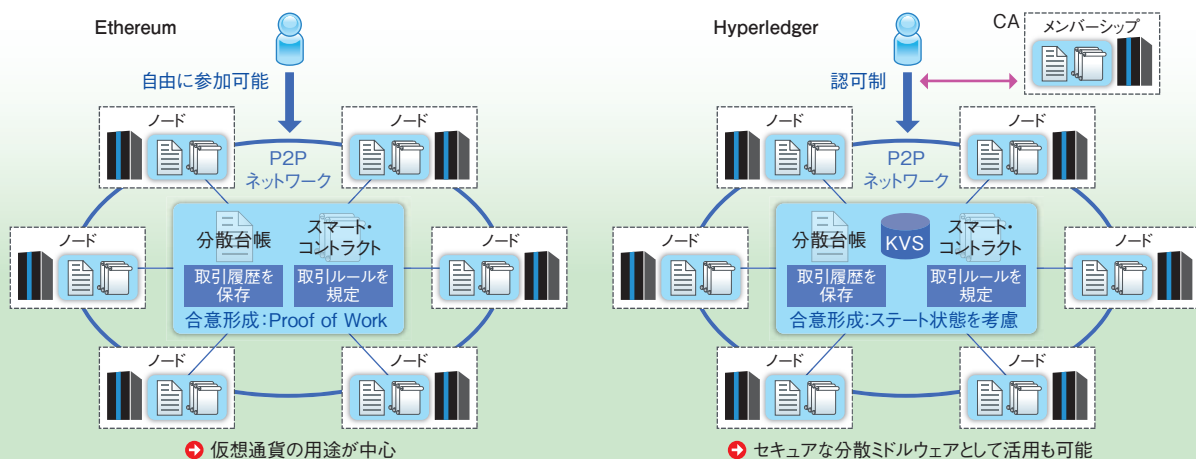 Ethereum
自由に参加可能
ノード
ノード
P2P
ネットワーク
ノード
ノード
分散台帳
スマート・
コントラクト
取引履歴を
保存
取引ルールを
規定
合意形成:Proof of Work
ノード
ノード
仮想通貨の用途が中心
Hyperledger
CA
メンバーシップ
認可制
ノード
ノード
P2P
ネットワーク
ノード
ノード
分散台帳
KVS
スマート・
コントラクト
取引履歴を
保存
取引ルールを
規定
合意形成:ステート状態を考慮
ノード
ノード
セキュアな分散ミドルウェアとして活用も可能